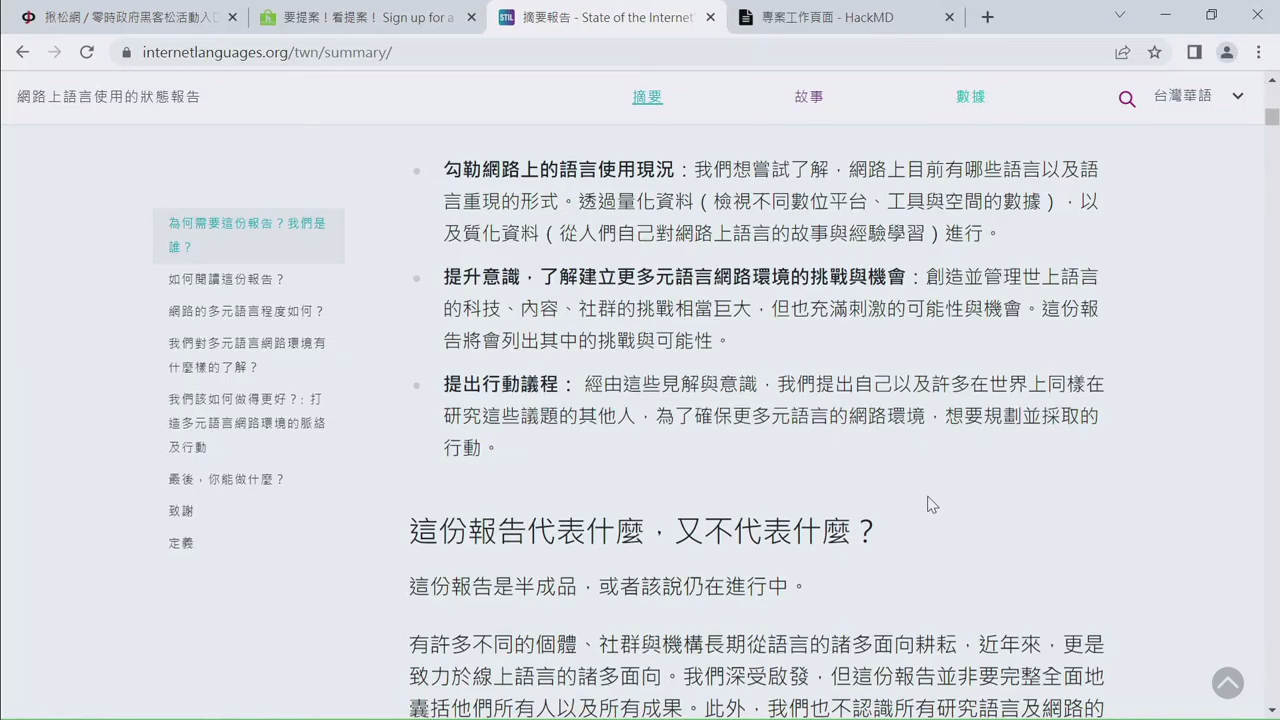 揪松網 / 零時政府黑客松活動入口
要提案！看提案！ Sign up for a
摘要報告 - State of the Internet'
專案工作頁面 - HackMD
internetlanguages.org/twn/summary/
網路上語言使用的狀態報告
摘要
故事
數據
台灣華語
為何需要這份報告？我們是
誰？
如何閱讀這份報告？
網路的多元語言程度如何？
我們對多元語言網路環境有
什麼樣的了解？
我們該如何做得更好？: 打
造多元語言網路環境的脈絡
及行動
最後，你能做什麼？
致謝
定義
勾勒網路上的語言使用現況：我們想嘗試了解，網路上目前有哪些語言以及語
言重現的形式。透過量化資料（檢視不同數位平台、工具與空間的數據），以
及質化資料（從人們自己對網路上語言的故事與經驗學習）進行。
提升意識，了解建立更多元語言網路環境的挑戰與機會：創造並管理世上語言
的科技、內容、社群的挑戰相當巨大，但也充滿刺激的可能性與機會。這份報
告將會列出其中的挑戰與可能性。
提出行動議程： 經由這些見解與意識，我們提出自己以及許多在世界上同樣在
研究這些議題的其他人，為了確保更多元語言的網路環境，想要規劃並採取的
行動。
這份報告代表什麼，又不代表什麼？
這份報告是半成品，或者該說仍在進行中。
有許多不同的個體、社群與機構長期從語言的諸多面向耕耘，近年來，更是
致力於線上語言的諸多面向。我們深受啟發，但這份報告並非要完整全面地
囊括他們所有人以及所有成果。此外，我們也不認識所有研究語言及網路的